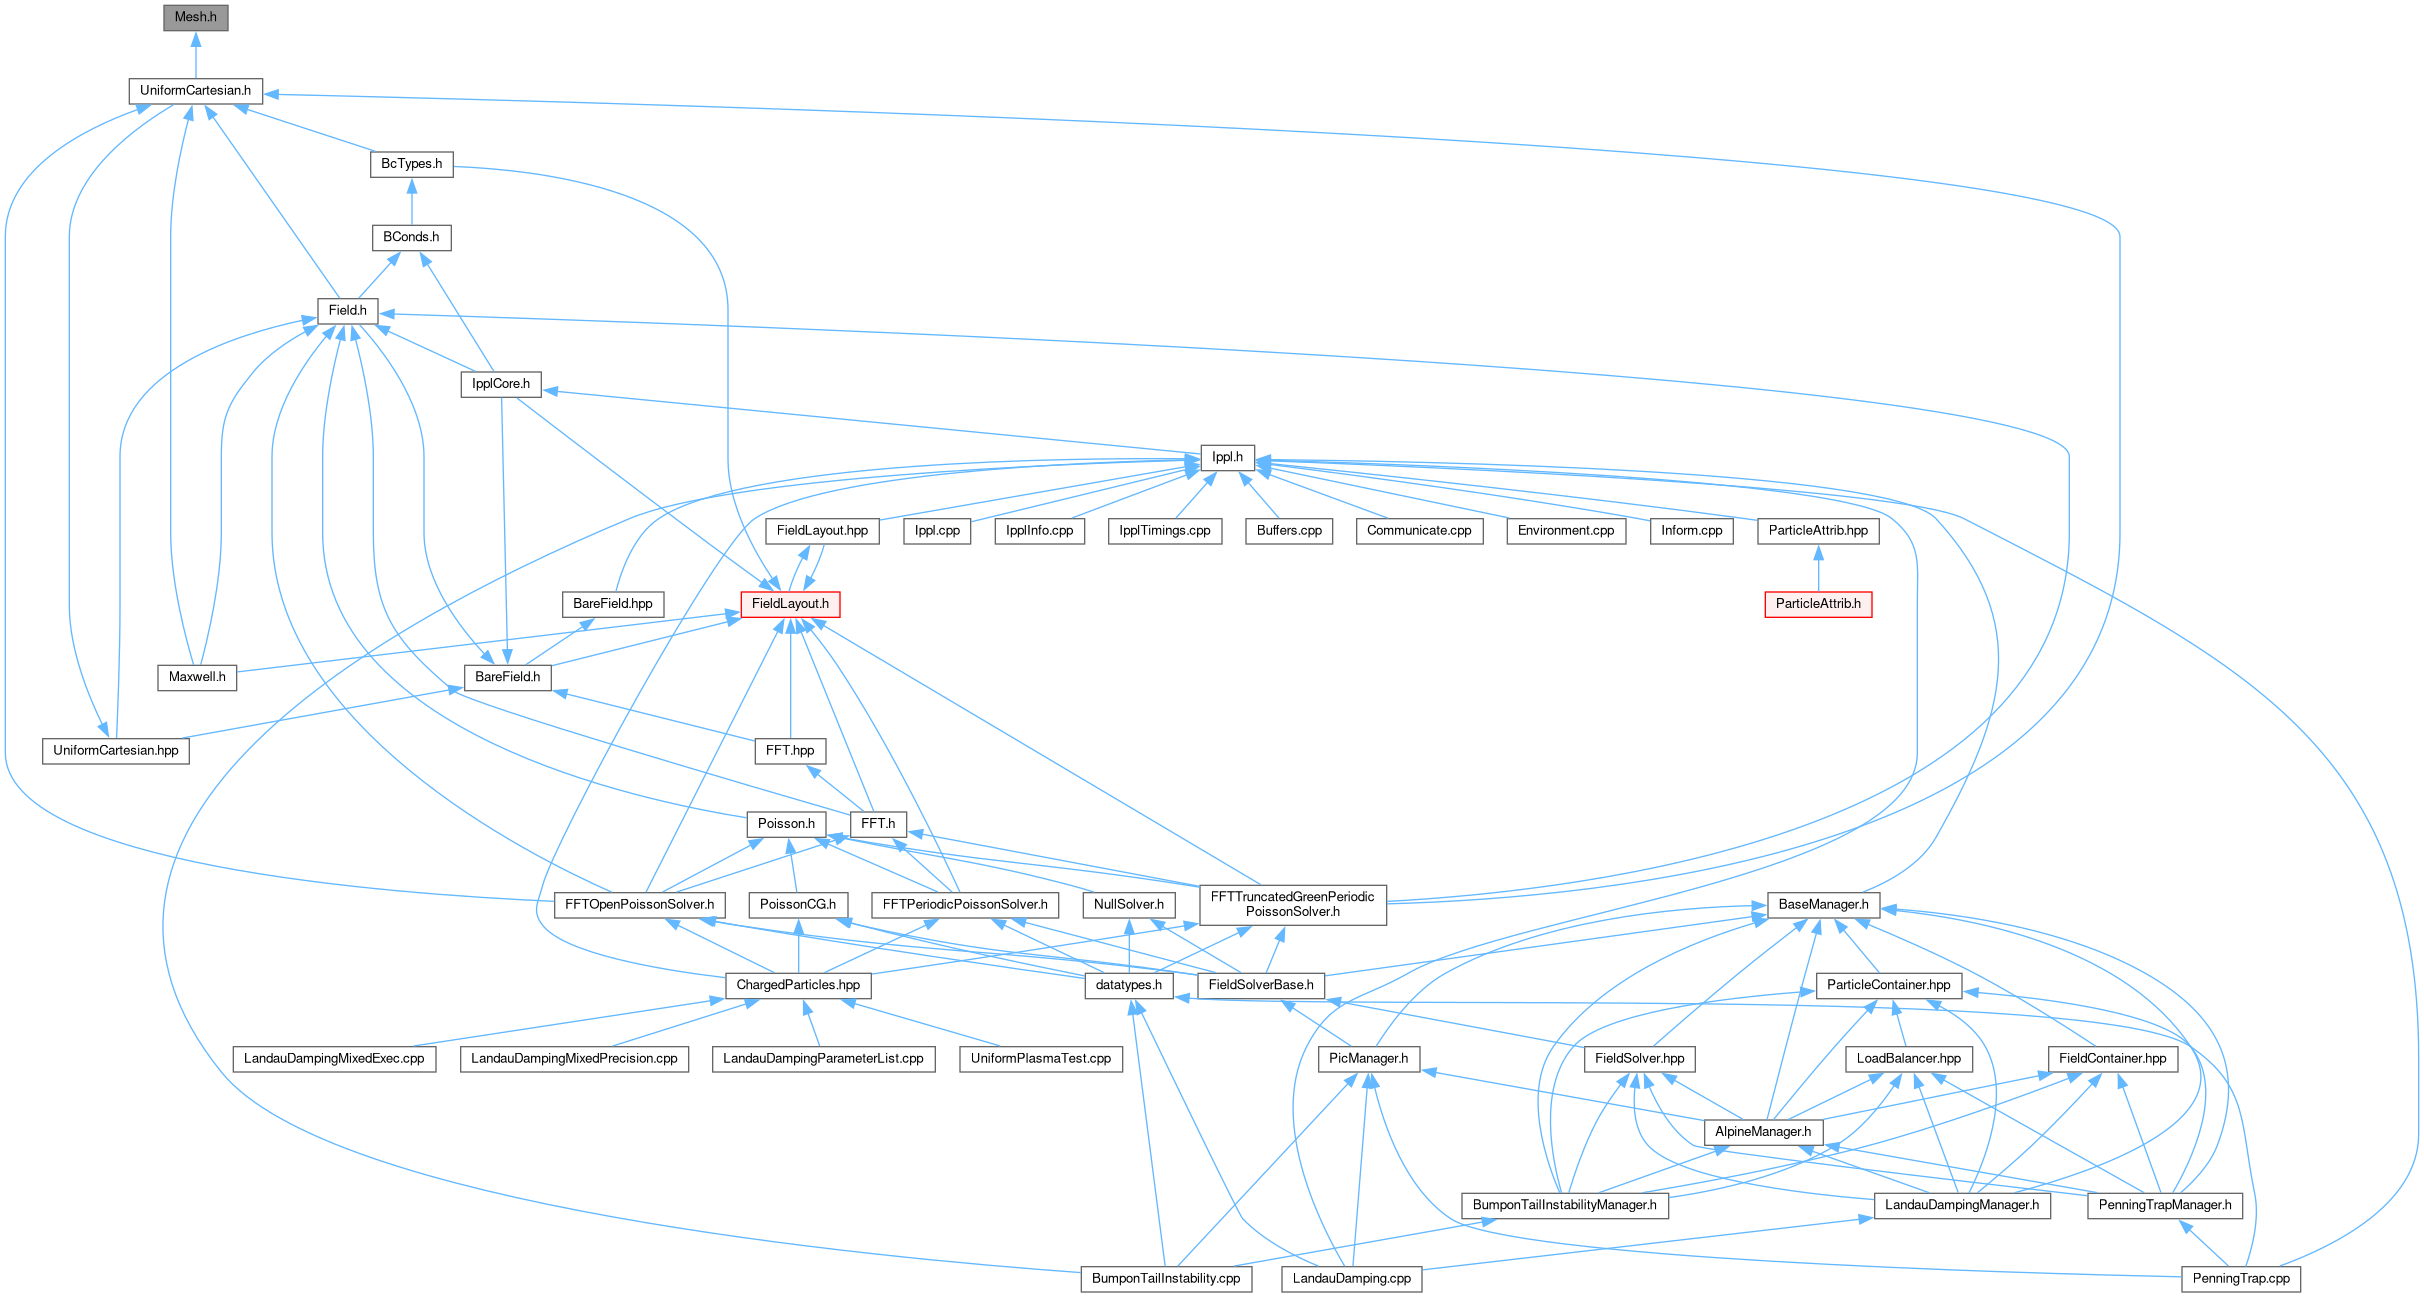 Mesh.h
UniformCartesian.h
BcTypes.h
BConds.h
Field.h
IpplCore.h
Ippl.h
FieldLayout.hpp
Ippl.cpp
IpplInfo.cpp
IpplTimings.cpp
Buffers.cpp
Communicate.cpp
Environment.cpp
Inform.cpp
ParticleAttrib.hpp
BareField.hpp
FieldLayout.h
ParticleAttrib.h
Maxwell.h
BareField.h
UniformCartesian.hpp
FFT.hpp
Poisson.h
FFT.h
FFTOpenPoissonSolver.h
PoissonCG.h
FFTPeriodicPoissonSolver.h
NullSolver.h
FFTTruncatedGreenPeriodic
PoissonSolver.h
BaseManager.h
ChargedParticles.hpp
datatypes.h
FieldSolverBase.h
ParticleContainer.hpp
LandauDampingMixedExec.cpp
LandauDampingMixedPrecision.cpp
LandauDampingParameterList.cpp
UniformPlasmaTest.cpp
PicManager.h
FieldSolver.hpp
LoadBalancer.hpp
FieldContainer.hpp
AlpineManager.h
BumponTailInstabilityManager.h
LandauDampingManager.h
PenningTrapManager.h
BumponTailInstability.cpp
LandauDamping.cpp
PenningTrap.cpp